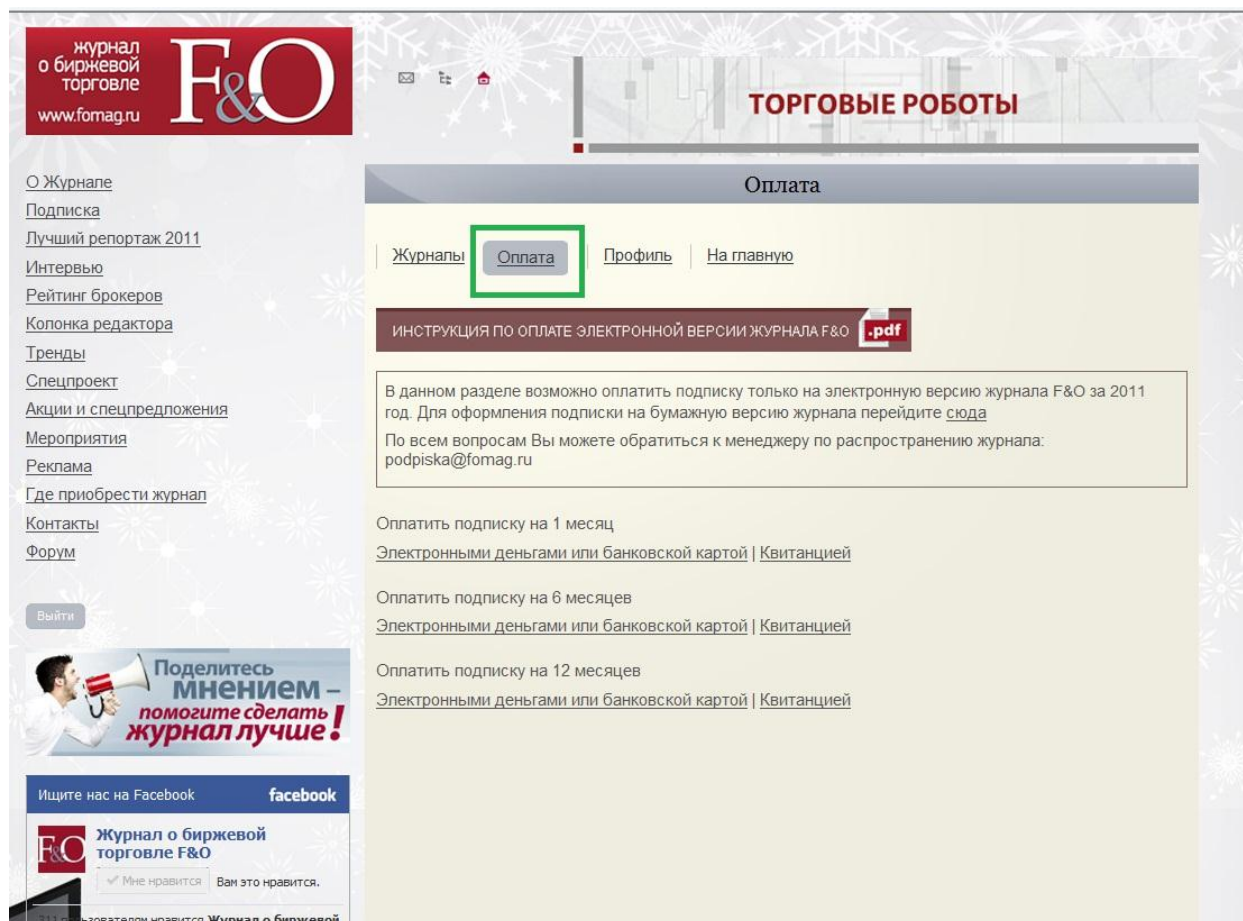 журнал
о биржевой
торговле
www.fomag.ru
F&O
ТОРГОВЫЕ РОБОТЫ
О Журнале
Подписка
Лучший репортаж 2011
Интервью
Рейтинг брокеров
Колонка редактора
Тренды
Спецпроект
Акции и спецпредложения
Мероприятия
Реклама
Где приобрести журнал
Контакты
Форум
Выйти
Поделитесь
мнением –
помогите сделать
журнал лучше!
Ищите нас на Facebook facebook
F&O
Журнал о биржевой
торговле F&O
Мне нравится Вам это нравится.
311 пользователям нравится Журнал о биржевой
Оплата
Журналы Оплата Профиль На главную
ИНСТРУКЦИЯ ПО ОПЛАТЕ ЭЛЕКТРОННОЙ ВЕРСИИ ЖУРНАЛА F&O .pdf
В данном разделе возможно оплатить подписку только на электронную версию журнала F&O за 2011
год. Для оформления подписки на бумажную версию журнала перейдите сюда
По всем вопросам Вы можете обратиться к менеджеру по распространению журнала:
podpiska@fomag.ru
Оплатить подписку на 1 месяц
Электронными деньгами или банковской картой | Квитанцией
Оплатить подписку на 6 месяцев
Электронными деньгами или банковской картой | Квитанцией
Оплатить подписку на 12 месяцев
Электронными деньгами или банковской картой | Квитанцией